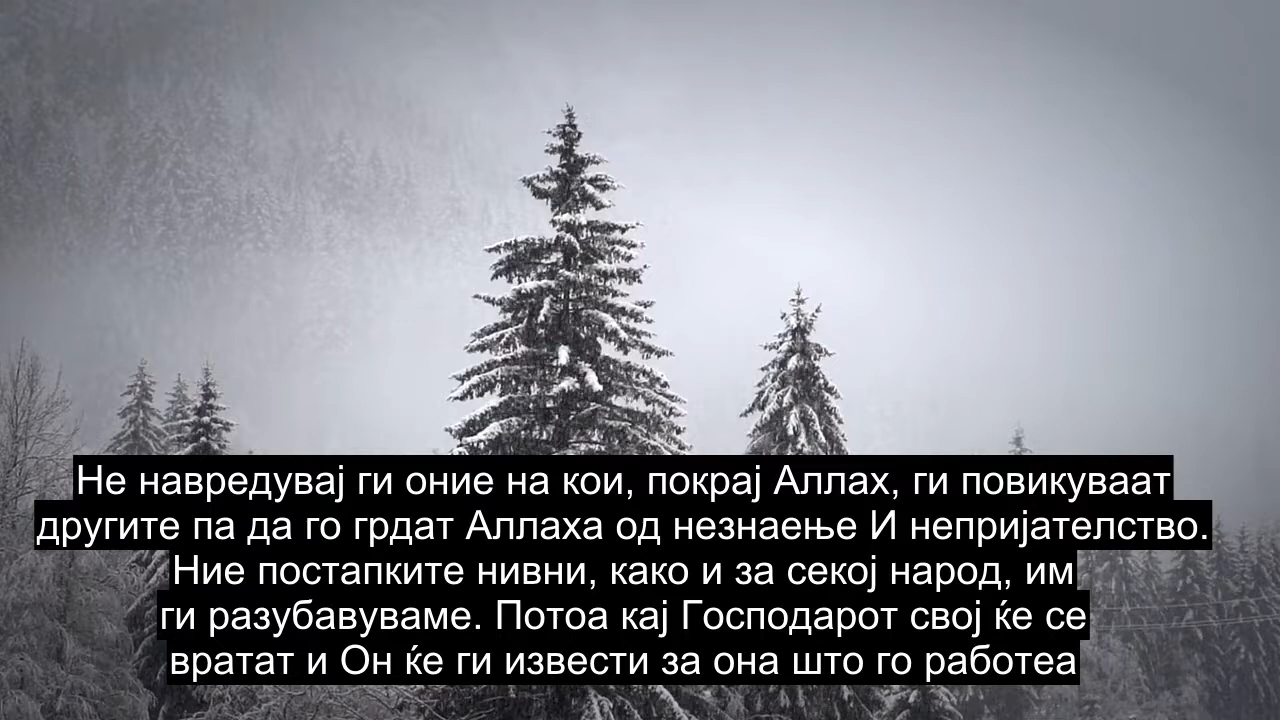 Не навредувај ги оние на кои, покрај Аллах, ги повикуваат
другите па да го грдат Аллаха од незнаење И непријателство.
Ние постапките нивни, како и за секој народ, им
ги разубавуваме. Потоа кај Господарот свој ќе се
вратат и Он ќе ги извести за она што го работеа